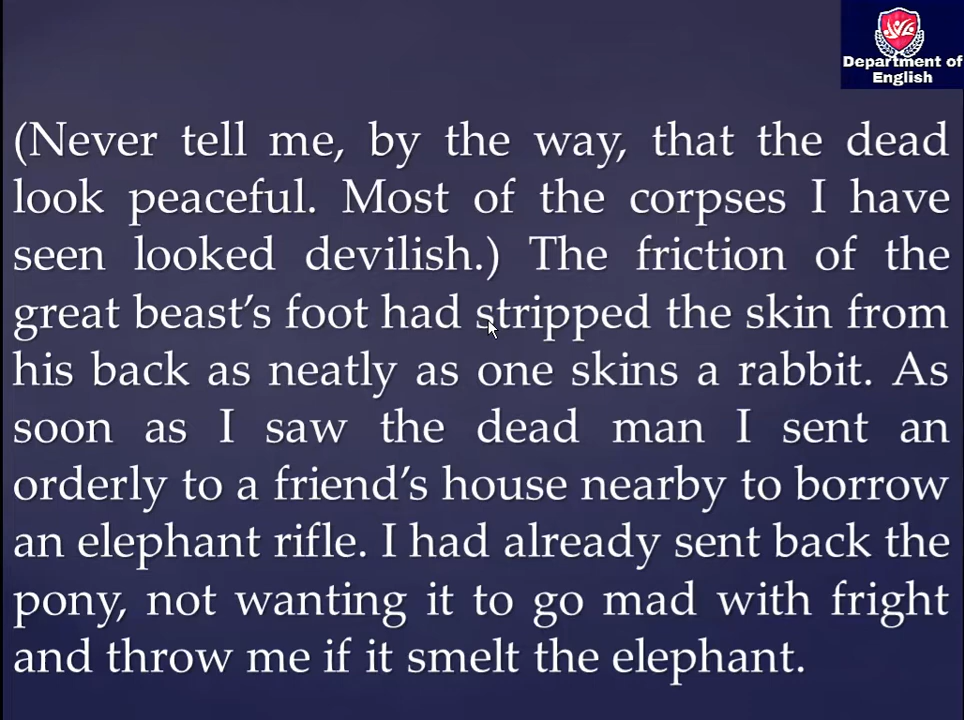 Department of
English
(Never tell me, by the way, that the dead
look peaceful. Most of the corpses I have
seen looked devilish.) The friction of the
great beast’s foot had stripped the skin from
his back as neatly as one skins a rabbit. As
soon as I saw the dead man I sent an
orderly to a friend’s house nearby to borrow
an elephant rifle. I had already sent back the
pony, not wanting it to go mad with fright
and throw me if it smelt the elephant.